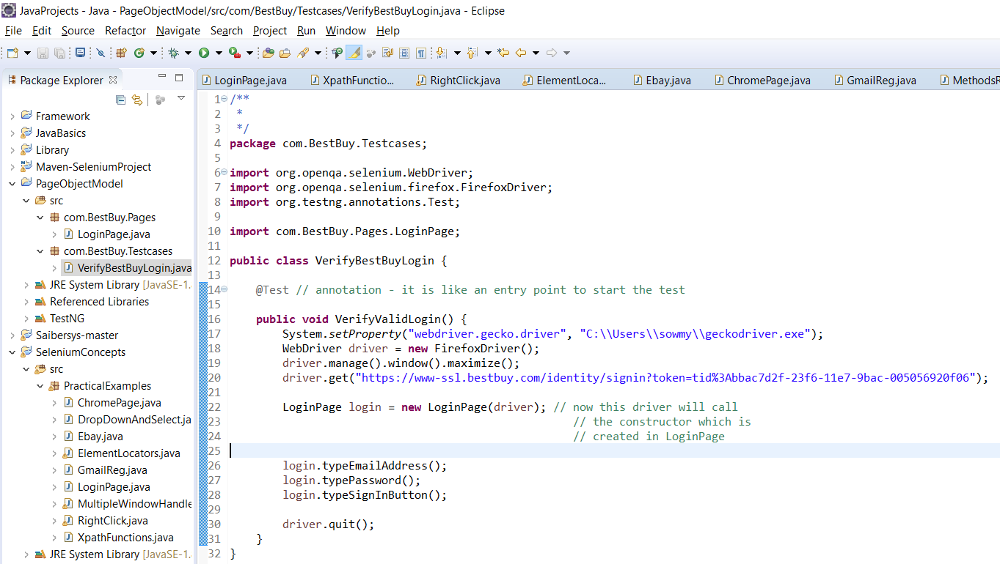 JavaProjects - Java - PageObjectModel/src/com/BestBuy/Testcases/VerifyBestBuyLogin.java - Eclipse
File Edit Source Refactor Navigate Search Project Run Window Help
Package Explorer
Framework
JavaBasics
Library
Maven-SeleniumProject
PageObjectModel
src
com.BestBuy.Pages
LoginPage.java
com.BestBuy.Testcases
VerifyBestBuyLogin.java
JRE System Library [JavaSE-1.
Referenced Libraries
TestNG
Saibersys-master
SeleniumConcepts
src
PracticalExamples
ChromePage.java
DropDownAndSelect.ja
Ebay.java
ElementLocators.java
GmailReg.java
LoginPage.java
MultipleWindowHandle
RightClick.java
XpathFunctions.java
JRE System Library [JavaSE-1.
LoginPage.java XpathFunctio... RightClick.java ElementLoca... Ebay.java ChromePage.java GmailReg.java MethodsR
1 /**
2 *
3 */
4 package com.BestBuy.Testcases;
5
6 import org.openqa.selenium.WebDriver;
7 import org.openqa.selenium.firefox.FirefoxDriver;
8 import org.testng.annotations.Test;
9
10 import com.BestBuy.Pages.LoginPage;
11
12 public class VerifyBestBuyLogin {
13
14 @Test // annotation - it is like an entry point to start the test
15
16 public void VerifyValidLogin() {
17 System.setProperty("webdriver.gecko.driver", "C:\\Users\\sowmy\\geckodriver.exe");
18 WebDriver driver = new FirefoxDriver();
19 driver.manage().window().maximize();
20 driver.get("https://www-ssl.bestbuy.com/identity/signin?token=tid%3Abbac7d2f-23f6-11e7-9bac-005056920f06");
21
22 LoginPage login = new LoginPage(driver); // now this driver will call
23 // the constructor which is
24 // created in LoginPage
25
26 login.typeEmailAddress();
27 login.typePassword();
28 login.typeSignInButton();
29
30 driver.quit();
31 }
32 }